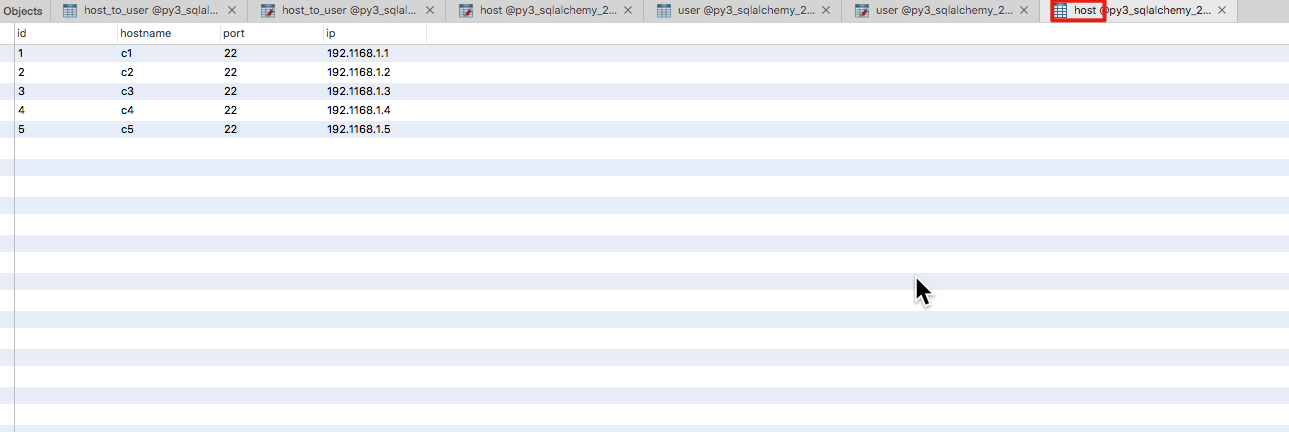 Objects host_to_user @py3_sqlal... host_to_user @py3_sqlal... host @py3_sqlalchemy_2... user @py3_sqlalchemy_2... user @py3_sqlalchemy_2... host @py3_sqlalchemy_2...
id hostname port ip
1 c1 22 192.1168.1.1
2 c2 22 192.1168.1.2
3 c3 22 192.1168.1.3
4 c4 22 192.1168.1.4
5 c5 22 192.1168.1.5